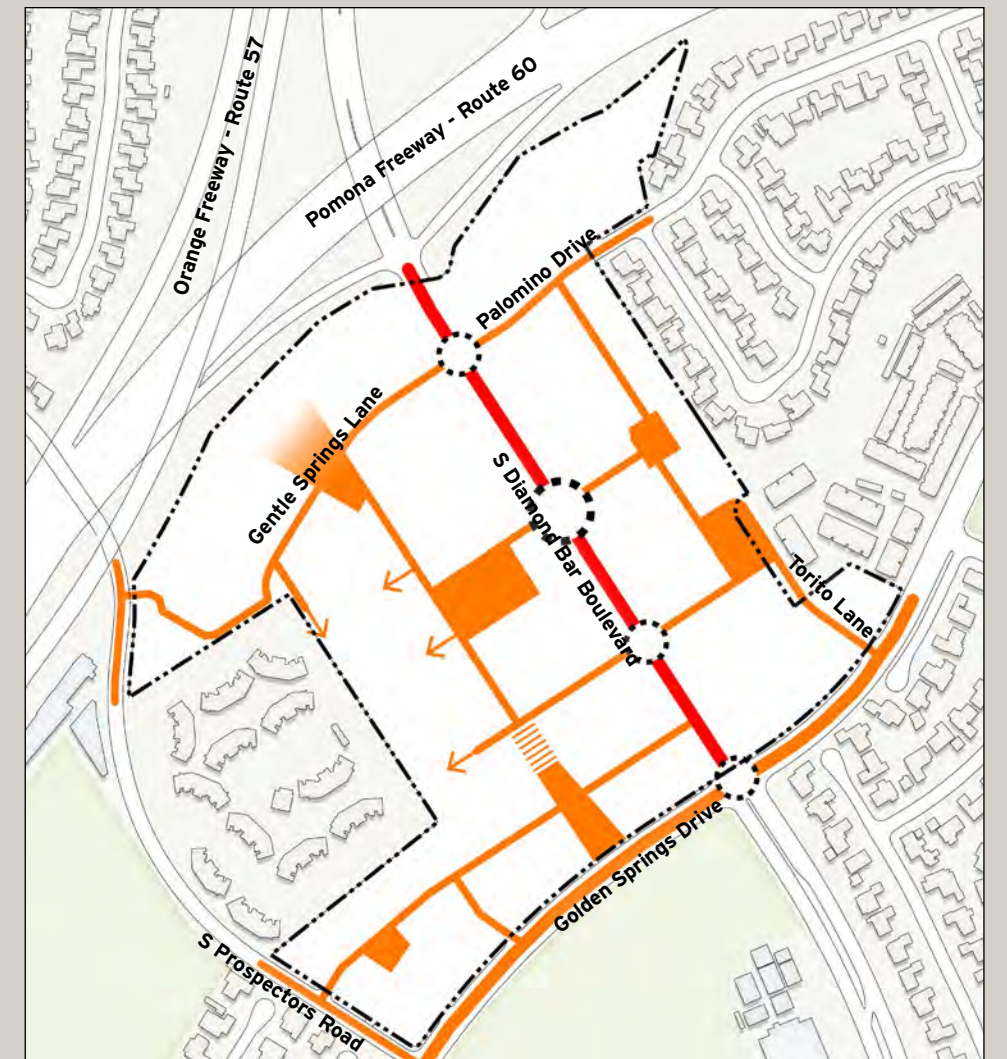 Orange Freeway - Route 57
Pomona Freeway - Route 60
Palomino Drive
Gentle Springs Lane
S Diamond Bar Boulevard
Torito Lane
Golden Springs Drive
S Prospectors Road